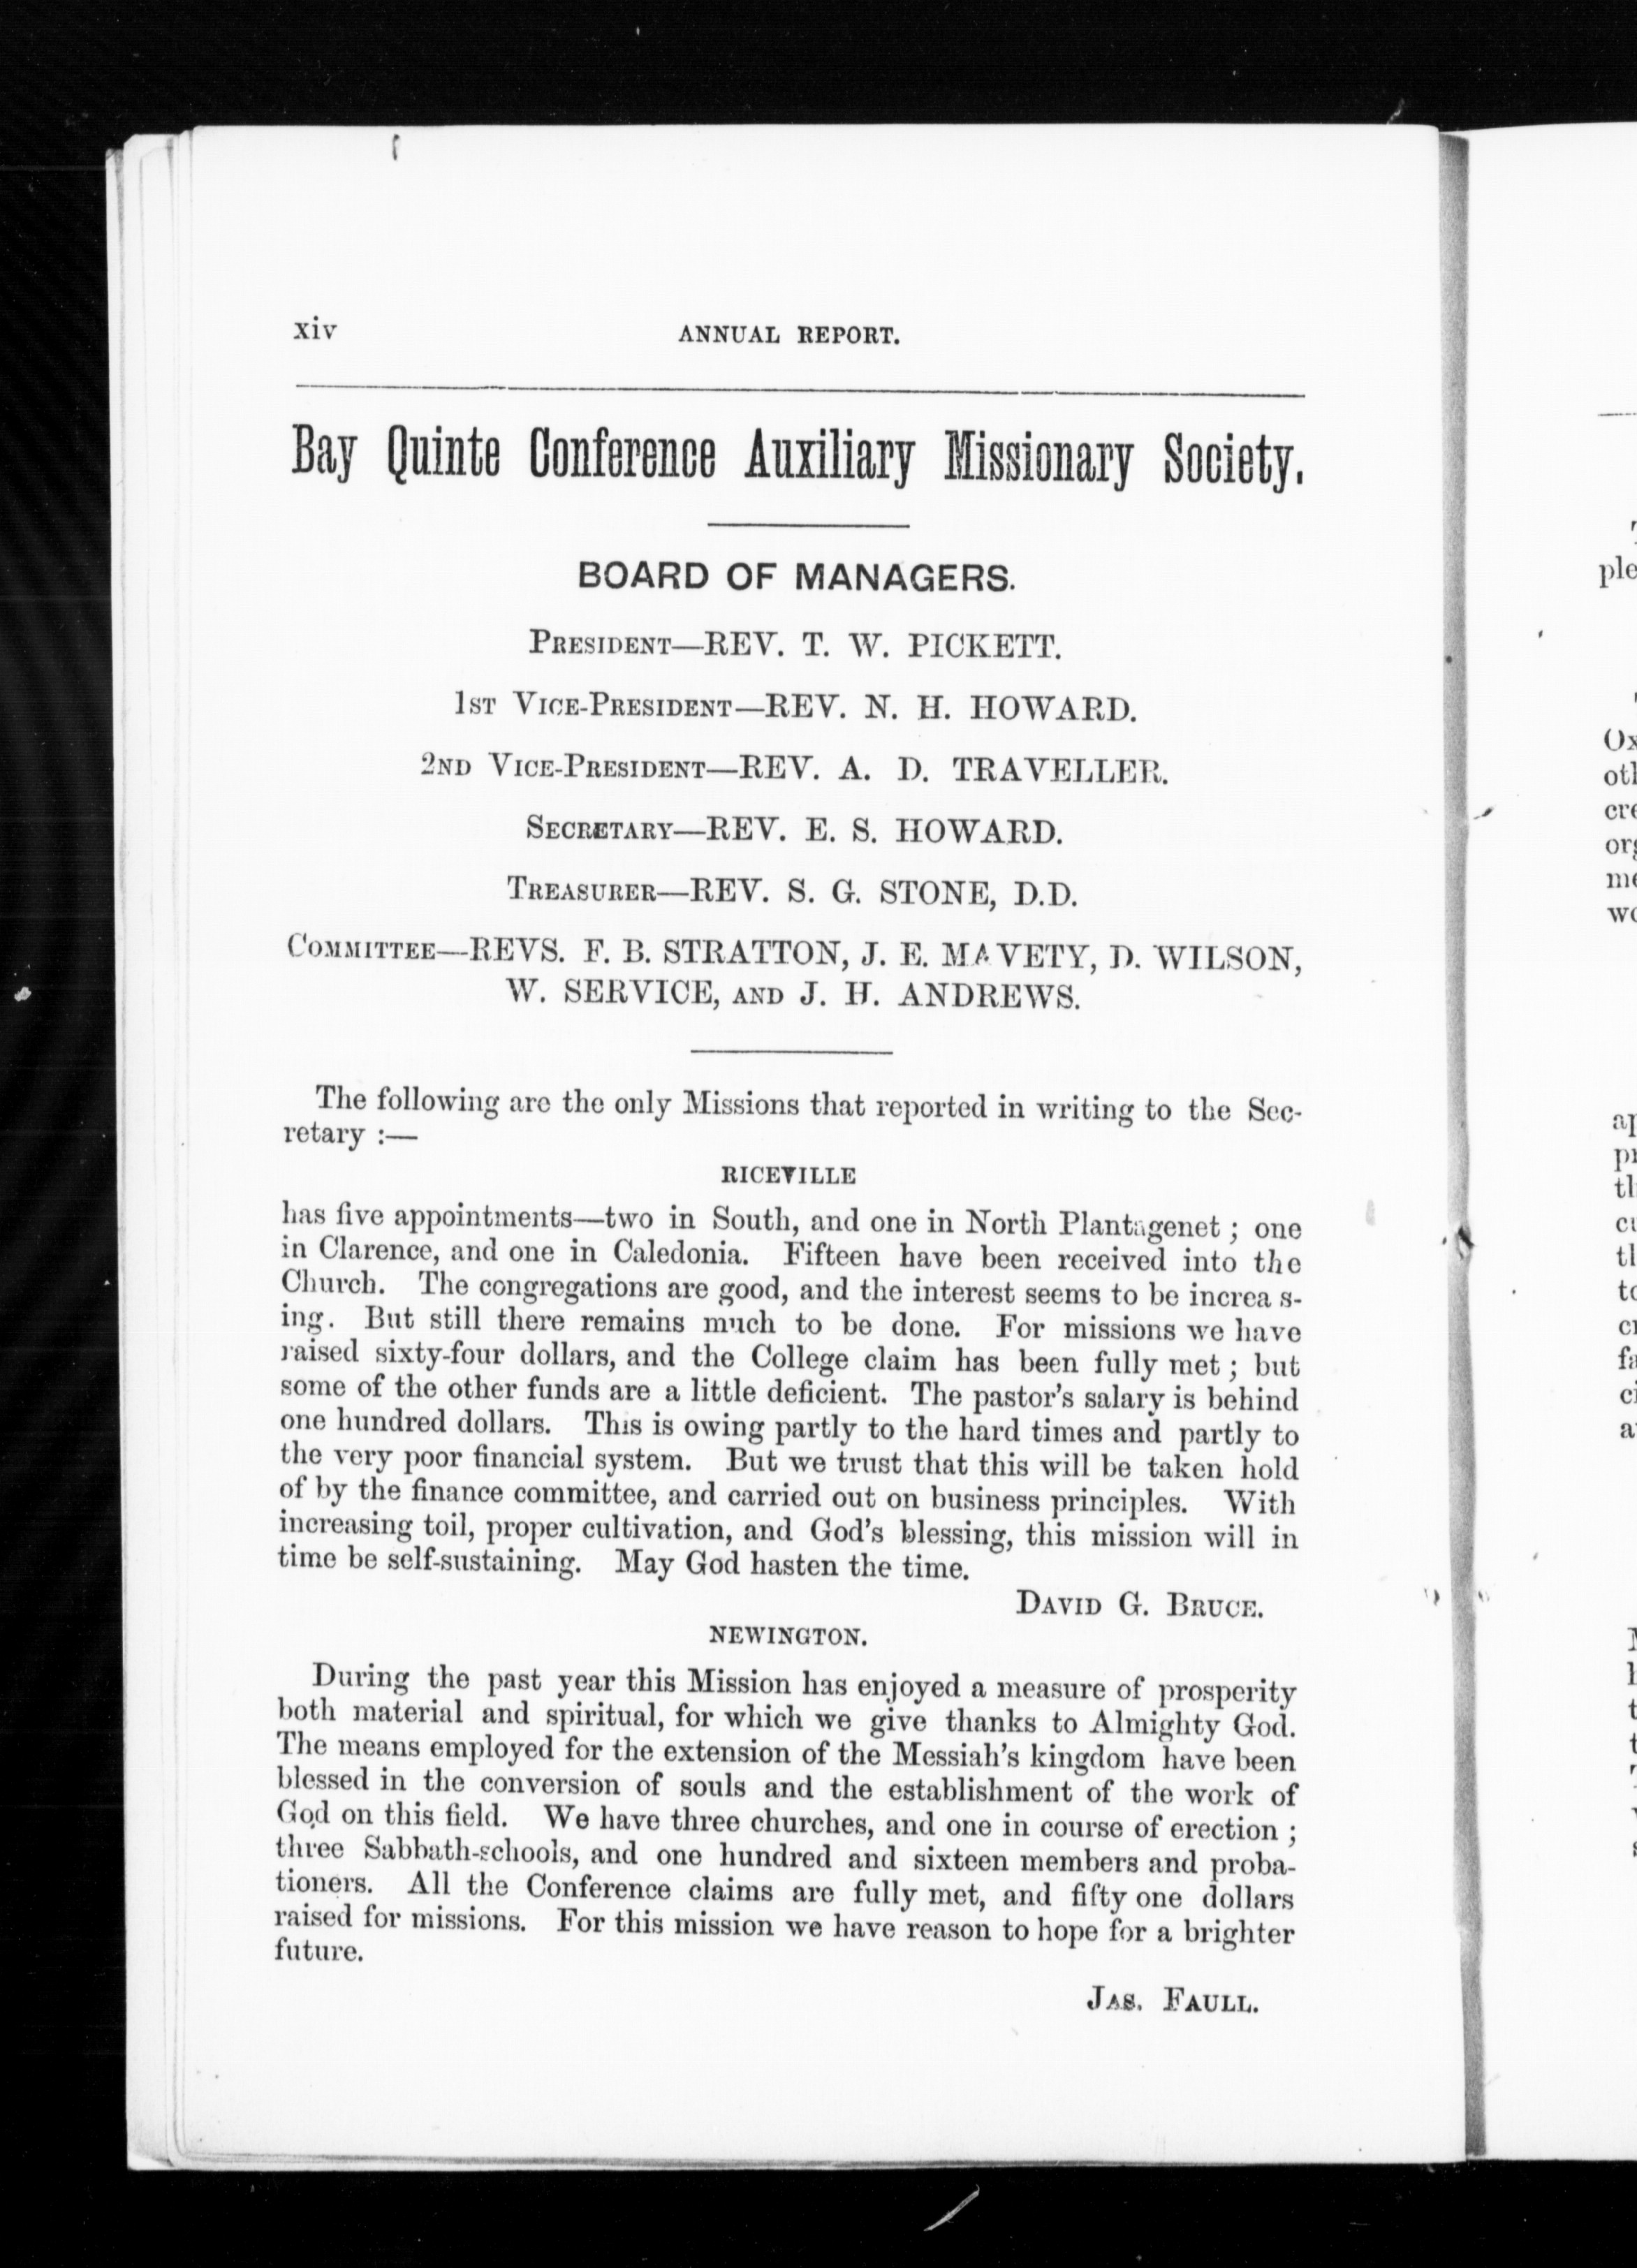 xiv ANNUAL REPORT.
Bay Quinte Conference Auxiliary Missionary Society.
BOARD OF MANAGERS.
PRESIDENT—REV. T. W. PICKETT.
1ST VICE-PRESIDENT—REV. N. H. HOWARD.
2ND VICE-PRESIDENT—REV. A. D. TRAVELLER.
SECRETARY—REV. E. S. HOWARD.
TREASURER—REV. S. G. STONE, D.D.
COMMITTEE—REVS. F. B. STRATTON, J. E. MAVETY, D. WILSON,
W. SERVICE, AND J. H. ANDREWS.
The following are the only Missions that reported in writing to the Sec-
retary :—
RICEVILLE
has five appointments—two in South, and one in North Plantagenet ; one
in Clarence, and one in Caledonia. Fifteen have been received into the
Church. The congregations are good, and the interest seems to be increa s-
ing. But still there remains much to be done. For missions we have
raised sixty-four dollars, and the College claim has been fully met ; but
some of the other funds are a little deficient. The pastor's salary is behind
one hundred dollars. This is owing partly to the hard times and partly to
the very poor financial system. But we trust that this will be taken hold
of by the finance committee, and carried out on business principles. With
increasing toil, proper cultivation, and God's blessing, this mission will in
time be self-sustaining. May God hasten the time.
DAVID G. BRUCE.
NEWINGTON.
During the past year this Mission has enjoyed a measure of prosperity
both material and spiritual, for which we give thanks to Almighty God.
The means employed for the extension of the Messiah's kingdom have been
blessed in the conversion of souls and the establishment of the work of
God on this field. We have three churches, and one in course of erection ;
three Sabbath-schools, and one hundred and sixteen members and proba-
tioners. All the Conference claims are fully met, and fifty one dollars
raised for missions. For this mission we have reason to hope for a brighter
future.
JAS. FAULL.